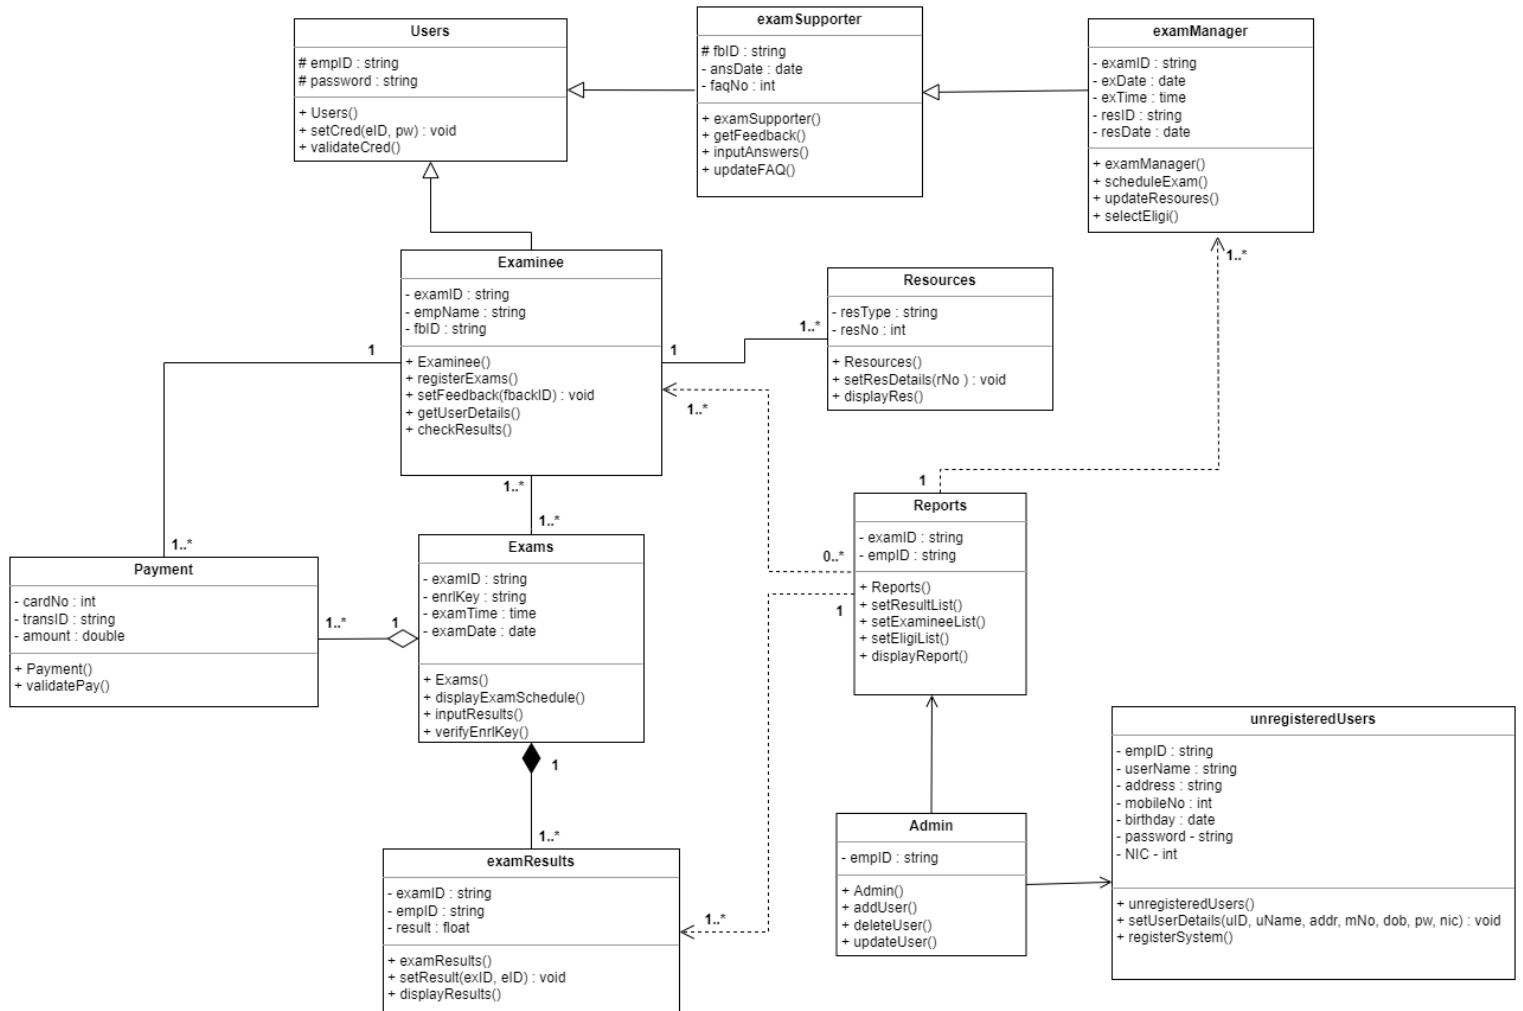 Users
# empID : string
# password : string
+ Users()
+ setCred(eID, pw) : void
+ validateCred()
examSupporter
# fbID : string
- ansDate : date
- faqNo : int
+ examSupporter()
+ getFeedback()
+ inputAnswers()
+ updateFAQ()
examManager
- examID : string
- exDate : date
- exTime : time
- resID : string
- resDate : date
+ examManager()
+ scheduleExam()
+ updateResoures()
+ selectEligi()
1..*
Examinee
- examID : string
- empName : string
- fbID : string
+ Examinee()
+ registerExams()
+ setFeedback(fbackID) : void
+ getUserDetails()
+ checkResults()
1
1
1..*
1..*
1..*
Resources
- resType : string
- resNo : int
+ Resources()
+ setResDetails(rNo ) : void
+ displayRes()
1..*
1..*
Payment
- cardNo : int
- transID : string
- amount : double
+ Payment()
+ validatePay()
1..*
1
Exams
- examID : string
- enrlKey : string
- examTime : time
- examDate : date
+ Exams()
+ displayExamSchedule()
+ inputResults()
+ verifyEnrlKey()
1
1..*
1
Reports
- examID : string
- empID : string
+ Reports()
+ setResultList()
+ setExamineeList()
+ setEligiList()
+ displayReport()
0..*
1
examResults
- examID : string
- empID : string
- result : float
+ examResults()
+ setResult(exID, eID) : void
+ displayResults()
1..*
Admin
- empID : string
+ Admin()
+ addUser()
+ deleteUser()
+ updateUser()
unregisteredUsers
- empID : string
- userName : string
- address : string
- mobileNo : int
- birthday : date
- password - string
- NIC - int
+ unregisteredUsers()
+ setUserDetails(uID, uName, addr, mNo, dob, pw, nic) : void
+ registerSystem()